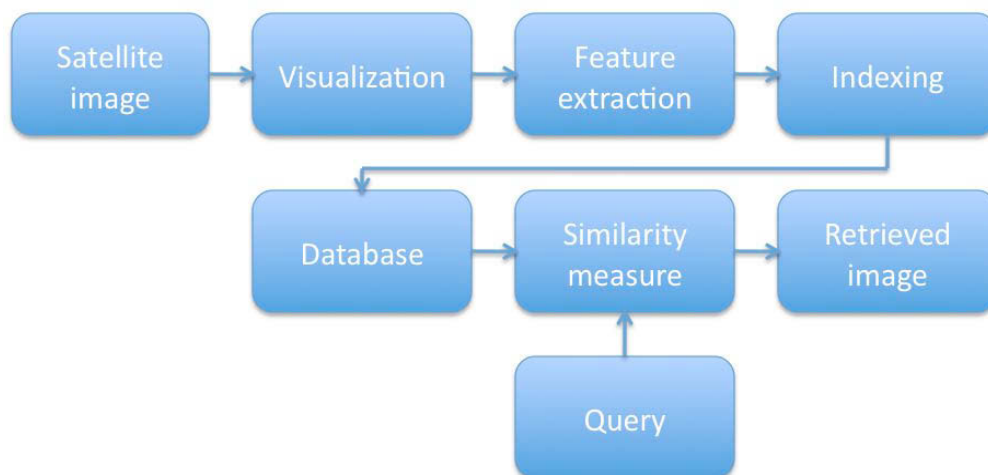 Satellite
image
Visualization
Feature
extraction
Indexing
Database
Similarity
measure
Retrieved
image
Query